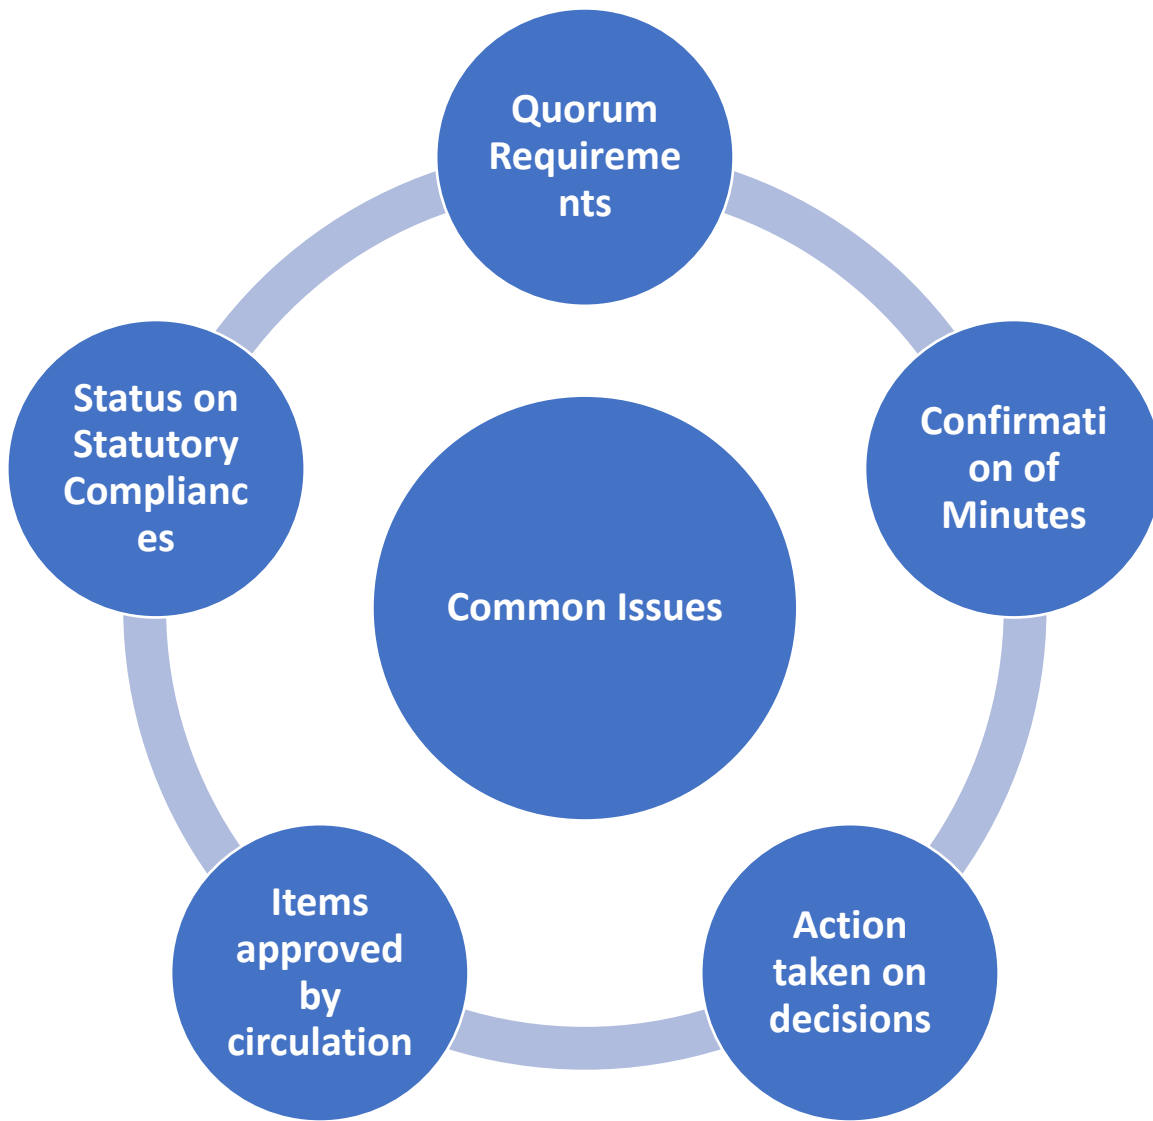 Quorum
Requireme
nts
Confirmati
on of
Minutes
Action
taken on
decisions
Items
approved
by
circulation
Status on
Statutory
Complianc
es
Common Issues